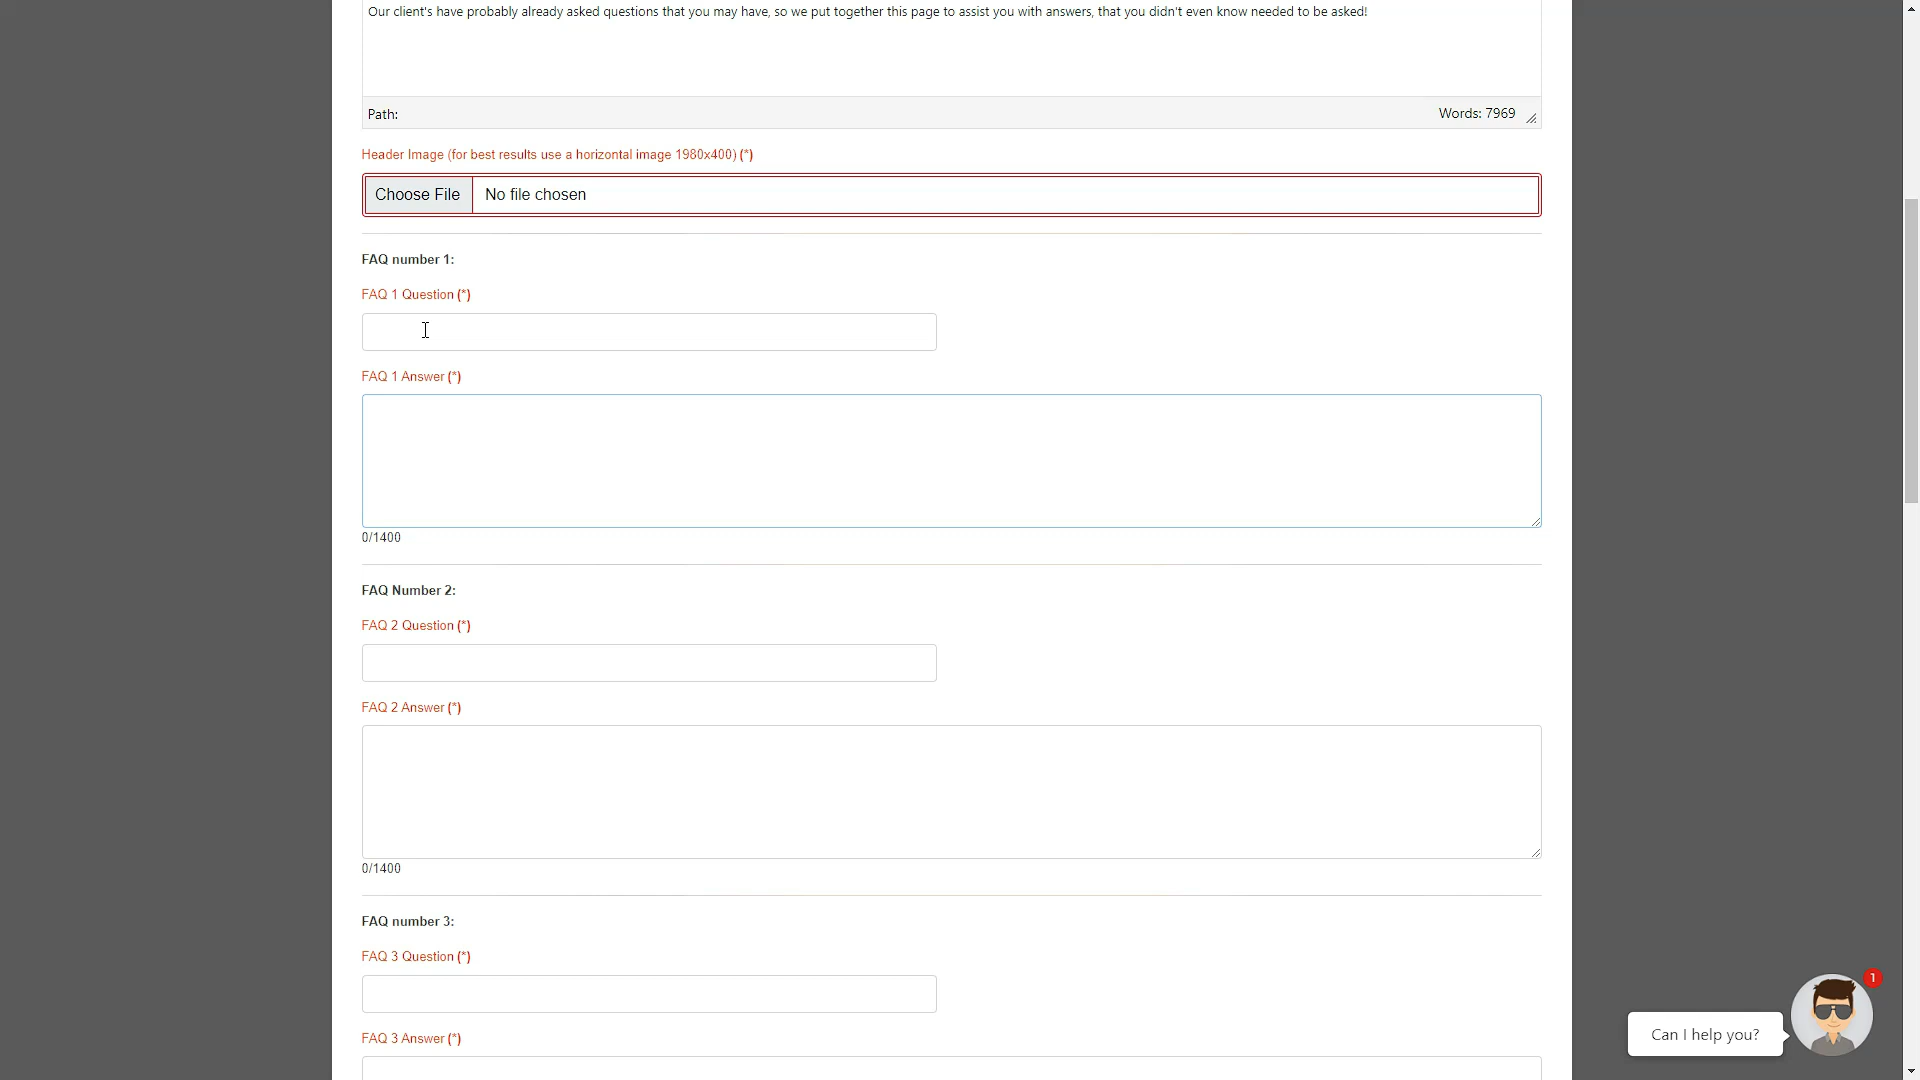 Our client's have probably already asked questions that you may have, so we put together this page to assist you with answers, that you didn't even know needed to be asked!
Path:
Words: 7969
Header Image (for best results use a horizontal image 1980x400) (*)
Choose File No file chosen
FAQ number 1:
FAQ 1 Question (*)
FAQ 1 Answer (*)
0/1400
FAQ Number 2:
FAQ 2 Question (*)
FAQ 2 Answer (*)
0/1400
FAQ number 3:
FAQ 3 Question (*)
1
Can I help you?
FAQ 3 Answer (*)